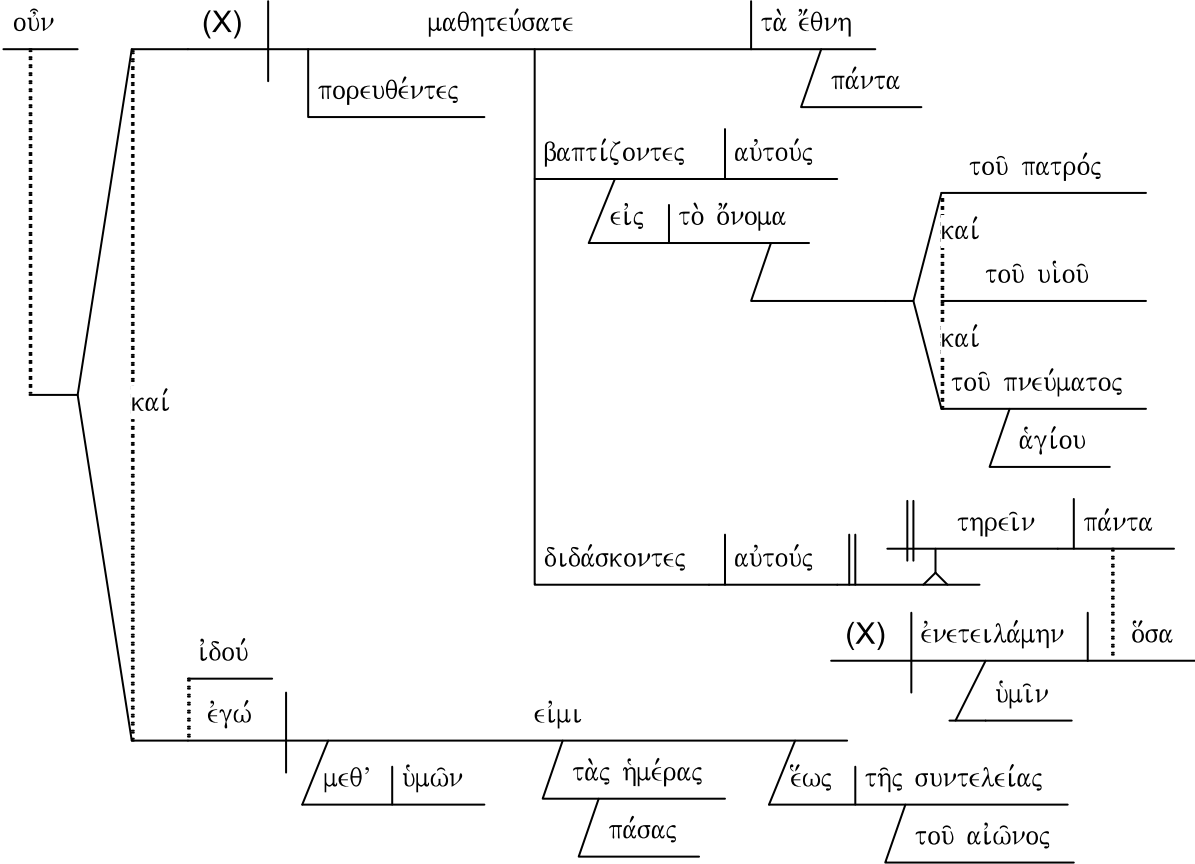 οὖν (X) μαθητεύσατε τὰ ἔθνη
πορευθέντες πάντα
βαπτίζοντες αὐτούς
τοῦ πατρός
εἰς τὸ ὄνομα
καί
τοῦ υἱοῦ
καί
τοῦ πνεύματος
καί
ἁγίου
τηρεῖν πάντα
διδάσκοντες αὐτούς
(X) ἐνετειλάμην ὅσα
ἰδού
ὑμῖν
ἐγώ εἰμι
μεθ’ ὑμῶν τὰς ἡμέρας ἕως τῆς συντελείας
πάσας τοῦ αἰῶνος